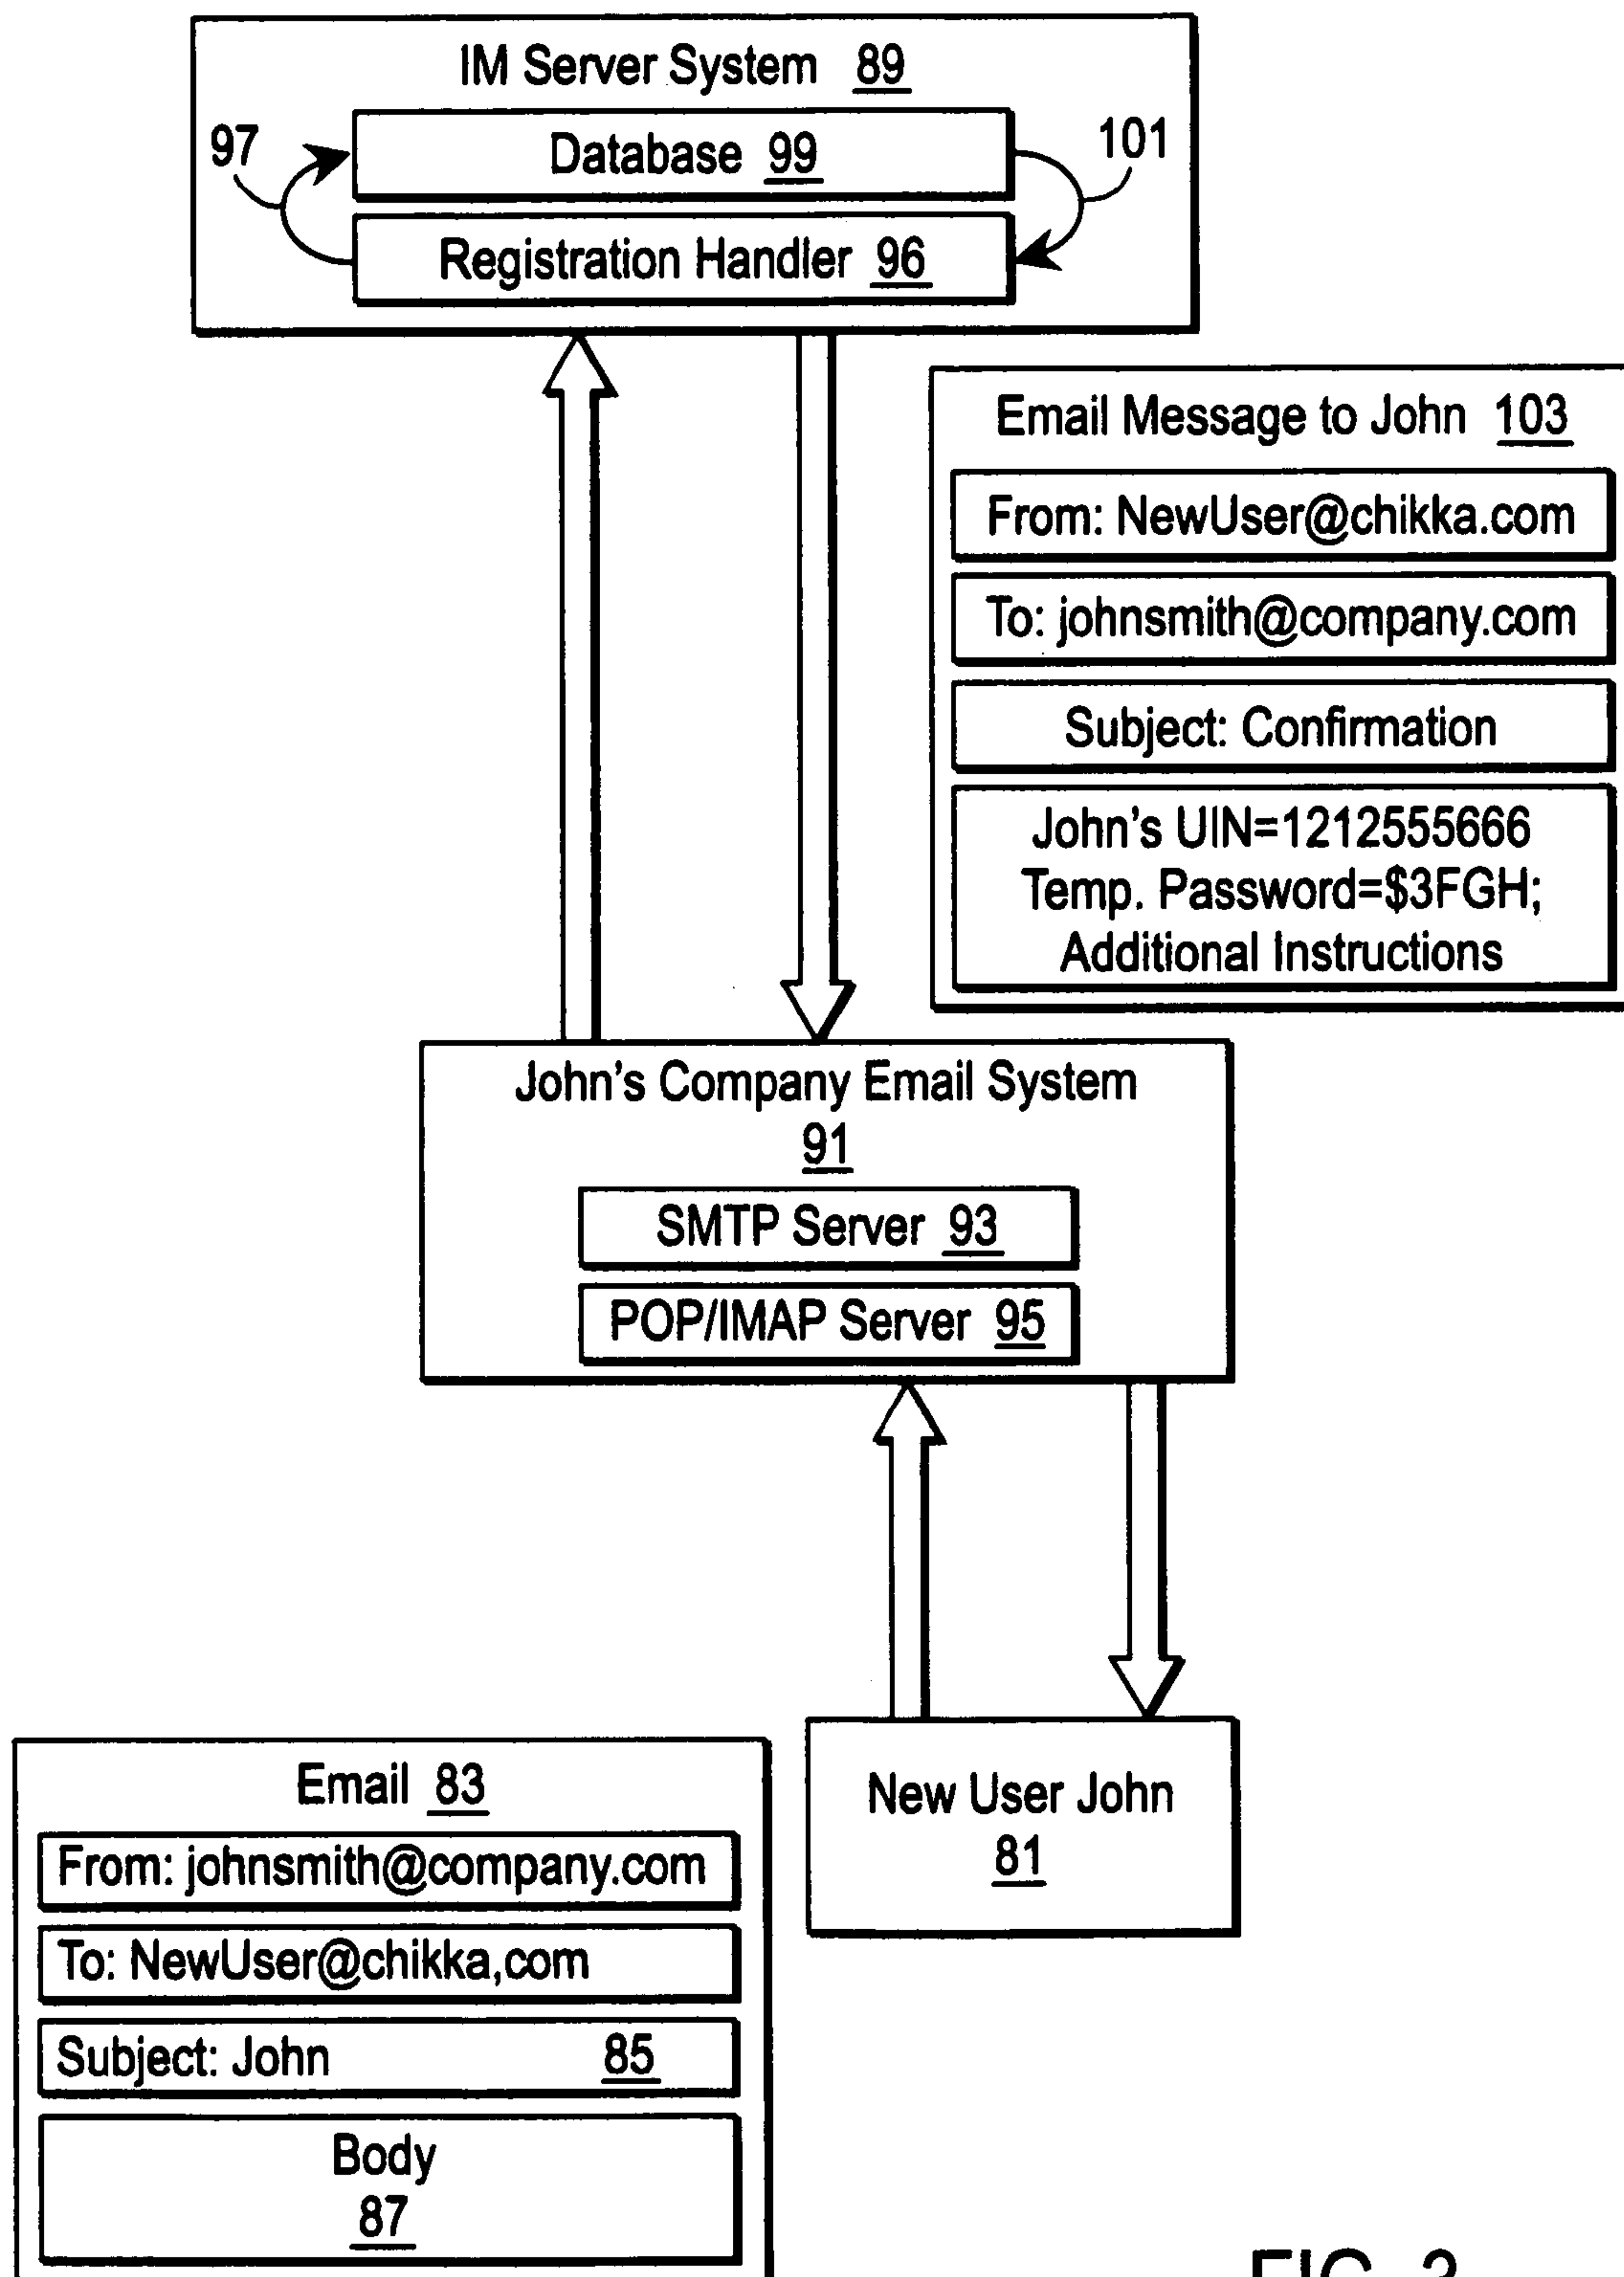 IM Server System 89
97
Database 99
101
Registration Handler 96
Email Message to John 103
From: NewUser@chikka.com
To: johnsmith@company.com
Subject: Confirmation
John's UIN=1212555666
Temp. Password=$3FGH;
Additional Instructions
John's Company Email System
91
SMTP Server 93
POP/IMAP Server 95
New User John
81
Email 83
From: johnsmith@company.com
To: NewUser@chikka,com
Subject: John 85
Body
87
FIG. 3